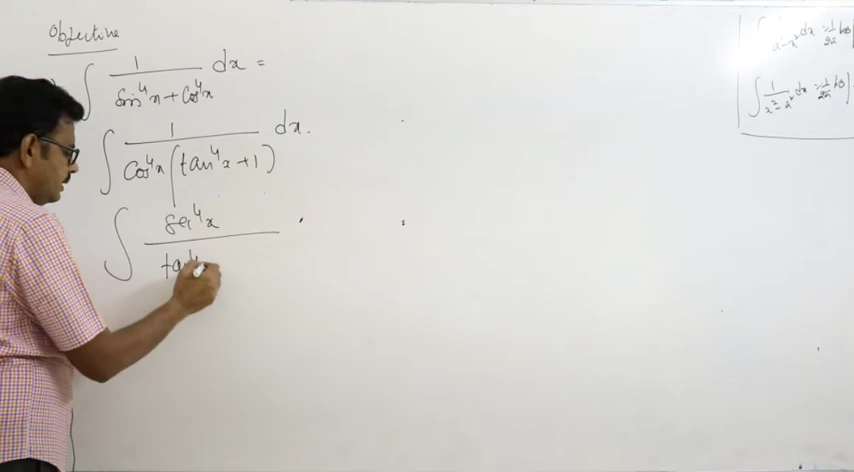 Objective
∫ 1/(sin⁴x + cos⁴x) dx =
∫ 1/(cos⁴x (tan⁴x + 1)) dx.
∫ sec⁴x/tan⁴
∫ 1/(a² - x²) dx = 1/2a log|
∫ 1/(x² - a²) dx = 1/2a log|